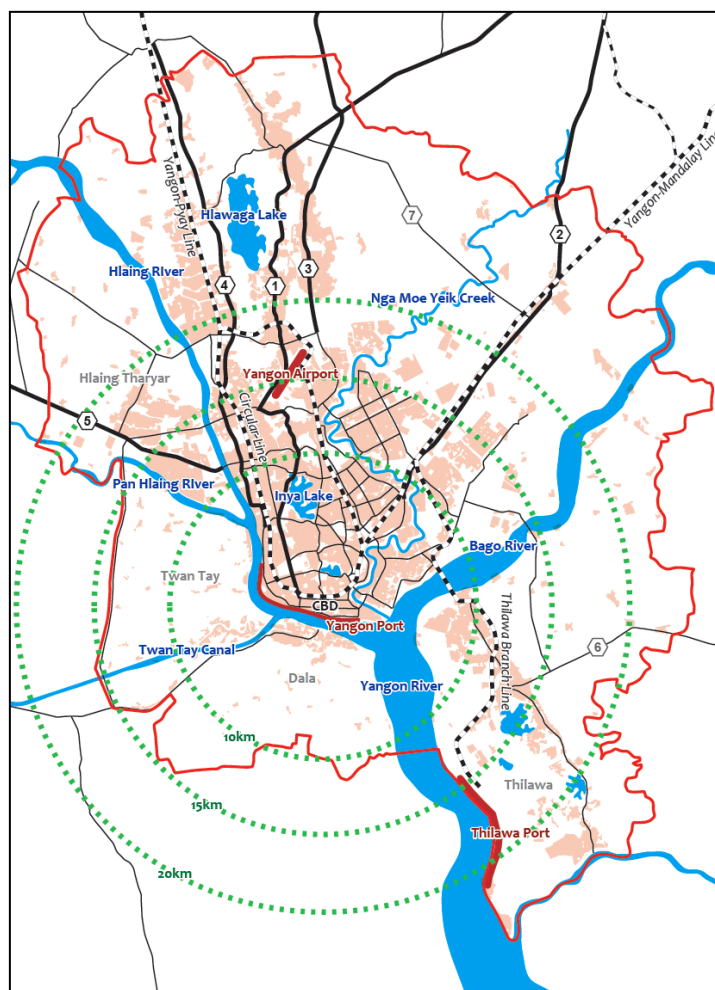 Yangon-Pyay Line
Hlawaga Lake
7
Yangon-Mandalay Line
2
Hlaing RIver
3
4
1
Nga Moe Yeik Creek
Hlaing Tharyar
Yangon Airport
Circular-Line
5
Pan Hlaing RIver
Inya Lake
Bago River
Twan Tay
CBD
Yangon Port
Twan Tay Canal
Thilawa Branch Line
6
Dala
Yangon River
10km
Thilawa
15km
Thilawa Port
20km